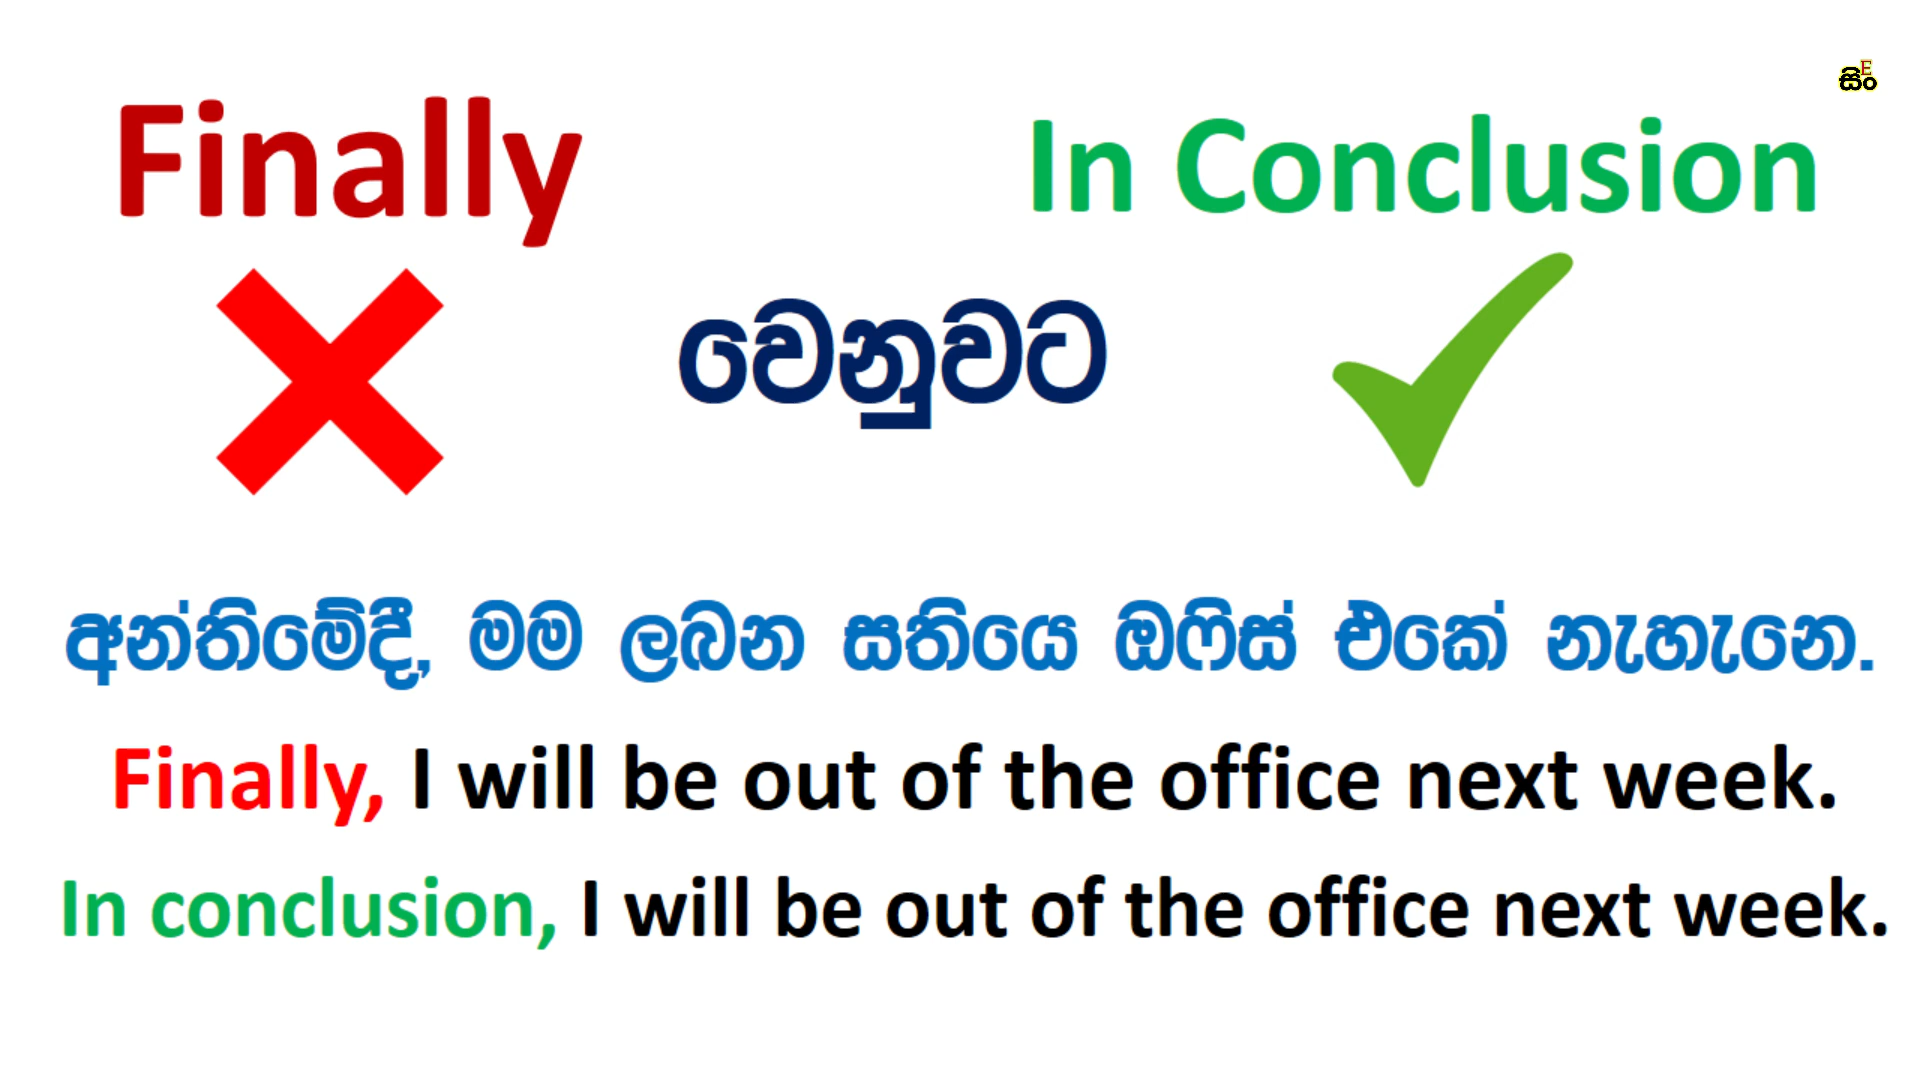 E
සිං
Finally In Conclusion
වෙනුවට
අන්තිමේදී, මම ලබන සතියෙ ඔෆිස් එකේ නැහැනෙ.
Finally, I will be out of the office next week.
In conclusion, I will be out of the office next week.